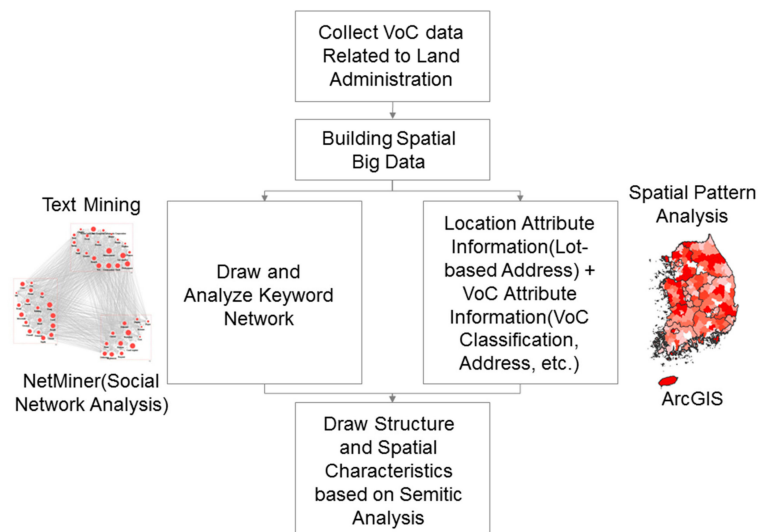 Collect VoC data
Related to Land
Administration
Building Spatial
Big Data
Text Mining
NetMiner(Social
Network Analysis)
Draw and
Analyze Keyword
Network
Location Attribute
Information(Lot-
based Address) +
VoC Attribute
Information(VoC
Classification,
Address, etc.)
Spatial Pattern
Analysis
ArcGIS
Draw Structure
and Spatial
Characteristics
based on Semitic
Analysis